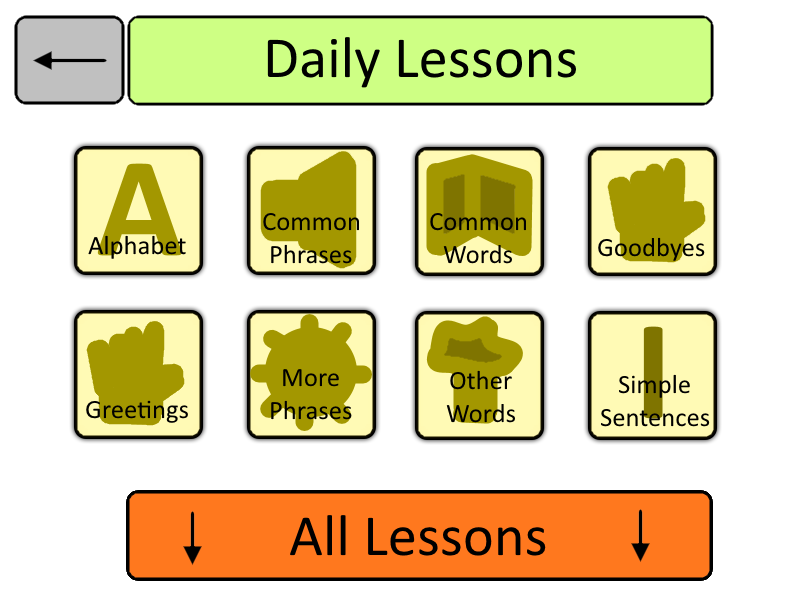 Daily Lessons
Alphabet
Common
Phrases
Common
Words
Goodbyes
Greetings
More
Phrases
Other
Words
Simple
Sentences
All Lessons